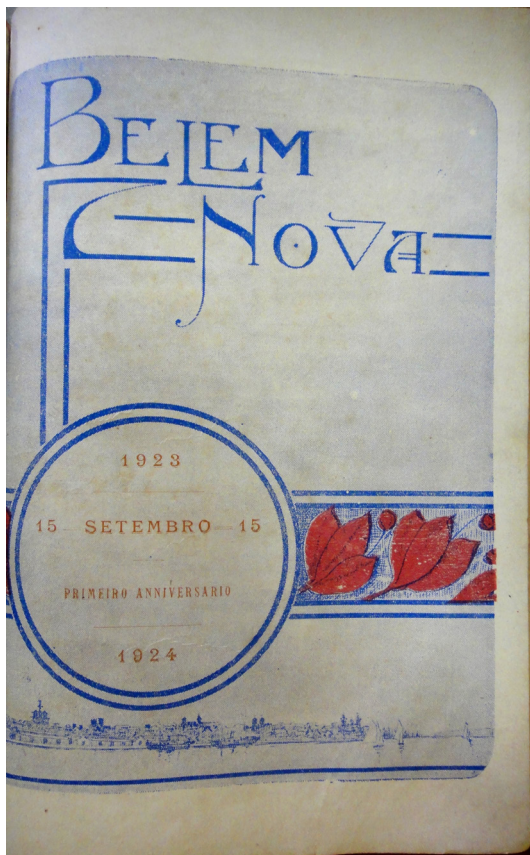 BELEM
NOVA
1923
15 SETEMBRO 15
PRIMEIRO ANNIVERSARIO
1924